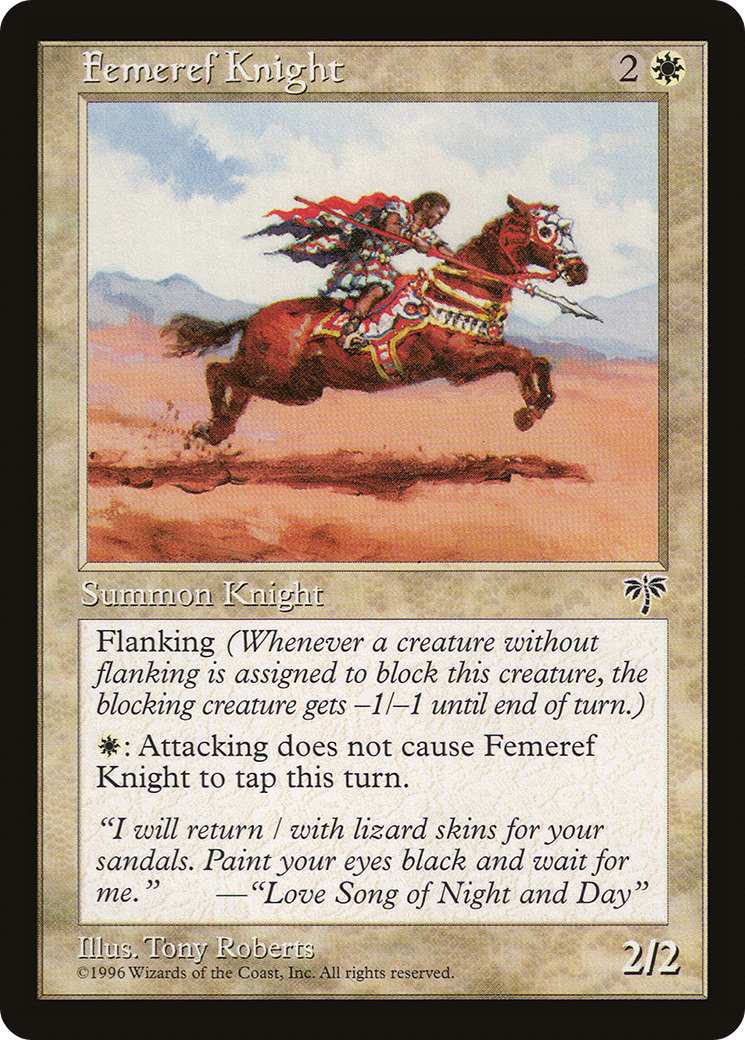 Femeref Knight 2
Summon Knight
Flanking (Whenever a creature without
flanking is assigned to block this creature, the
blocking creature gets –1/–1 until end of turn.)
: Attacking does not cause Femeref
Knight to tap this turn.
“I will return / with lizard skins for your
sandals. Paint your eyes black and wait for
me.” —“Love Song of Night and Day”
Illus. Tony Roberts
©1996 Wizards of the Coast, Inc. All rights reserved.
2/2